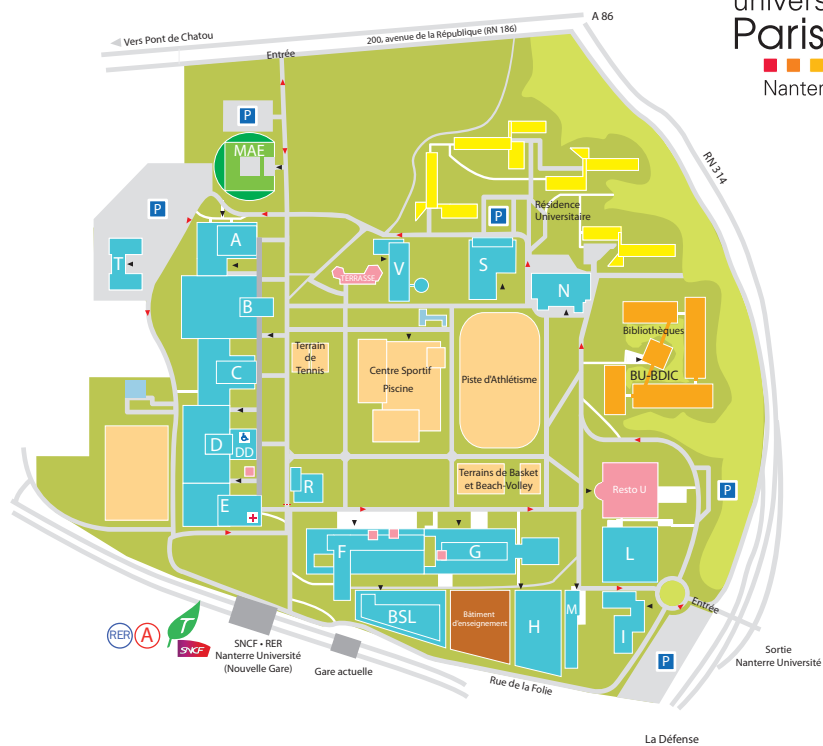 univers
Paris
Nanter
A 86
Vers Pont de Chatou
200, avenue de la République (RN 186)
Entrée
RN 314
P
MAE
P
Résidence
Universitaire
P
A
T
TERRASSE
V
S
N
B
Bibliothèques
BU-BDIC
Terrain
de
Tennis
Centre Sportif
Piscine
Piste d'Athlétisme
C
D
DD
R
Terrains de Basket
et Beach-Volley
Resto U
P
E
F
G
L
BSL
Bâtiment
d'enseignement
H
M
I
Entrée
P
RER
A
T
SNCF
SNCF • RER
Nanterre Université
(Nouvelle Gare)
Gare actuelle
Rue de la Folie
Sortie
Nanterre Université
La Défense